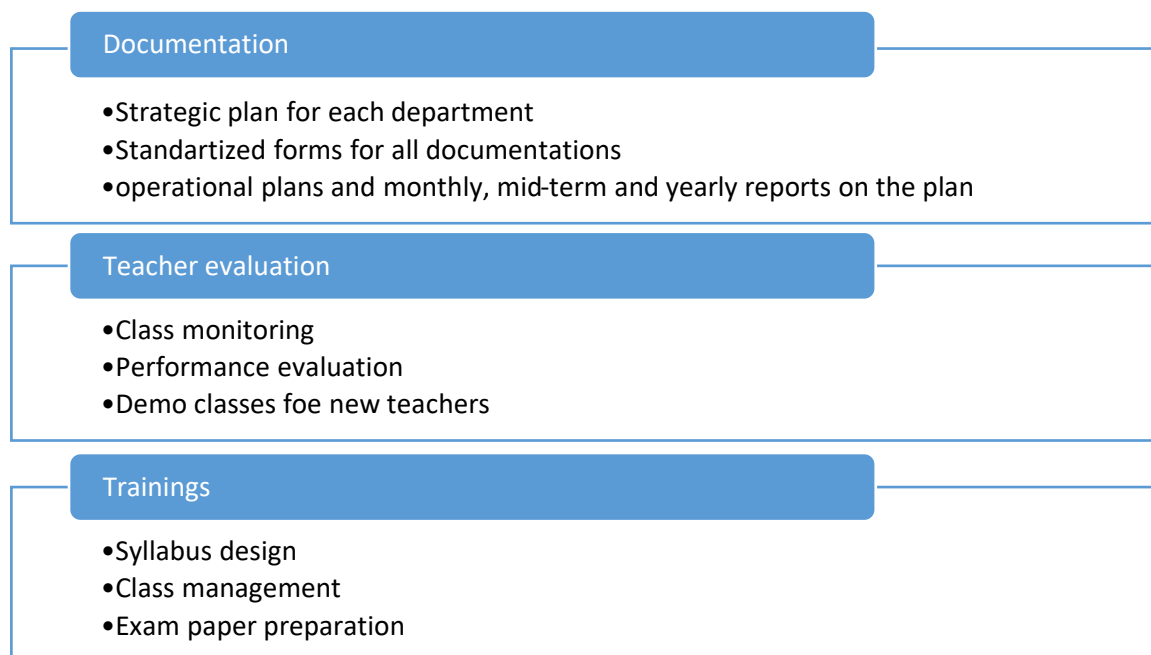 Documentation
•Strategic plan for each department
•Standartized forms for all documentations
•operational plans and monthly, mid-term and yearly reports on the plan
Teacher evaluation
•Class monitoring
•Performance evaluation
•Demo classes foe new teachers
Trainings
•Syllabus design
•Class management
•Exam paper preparation